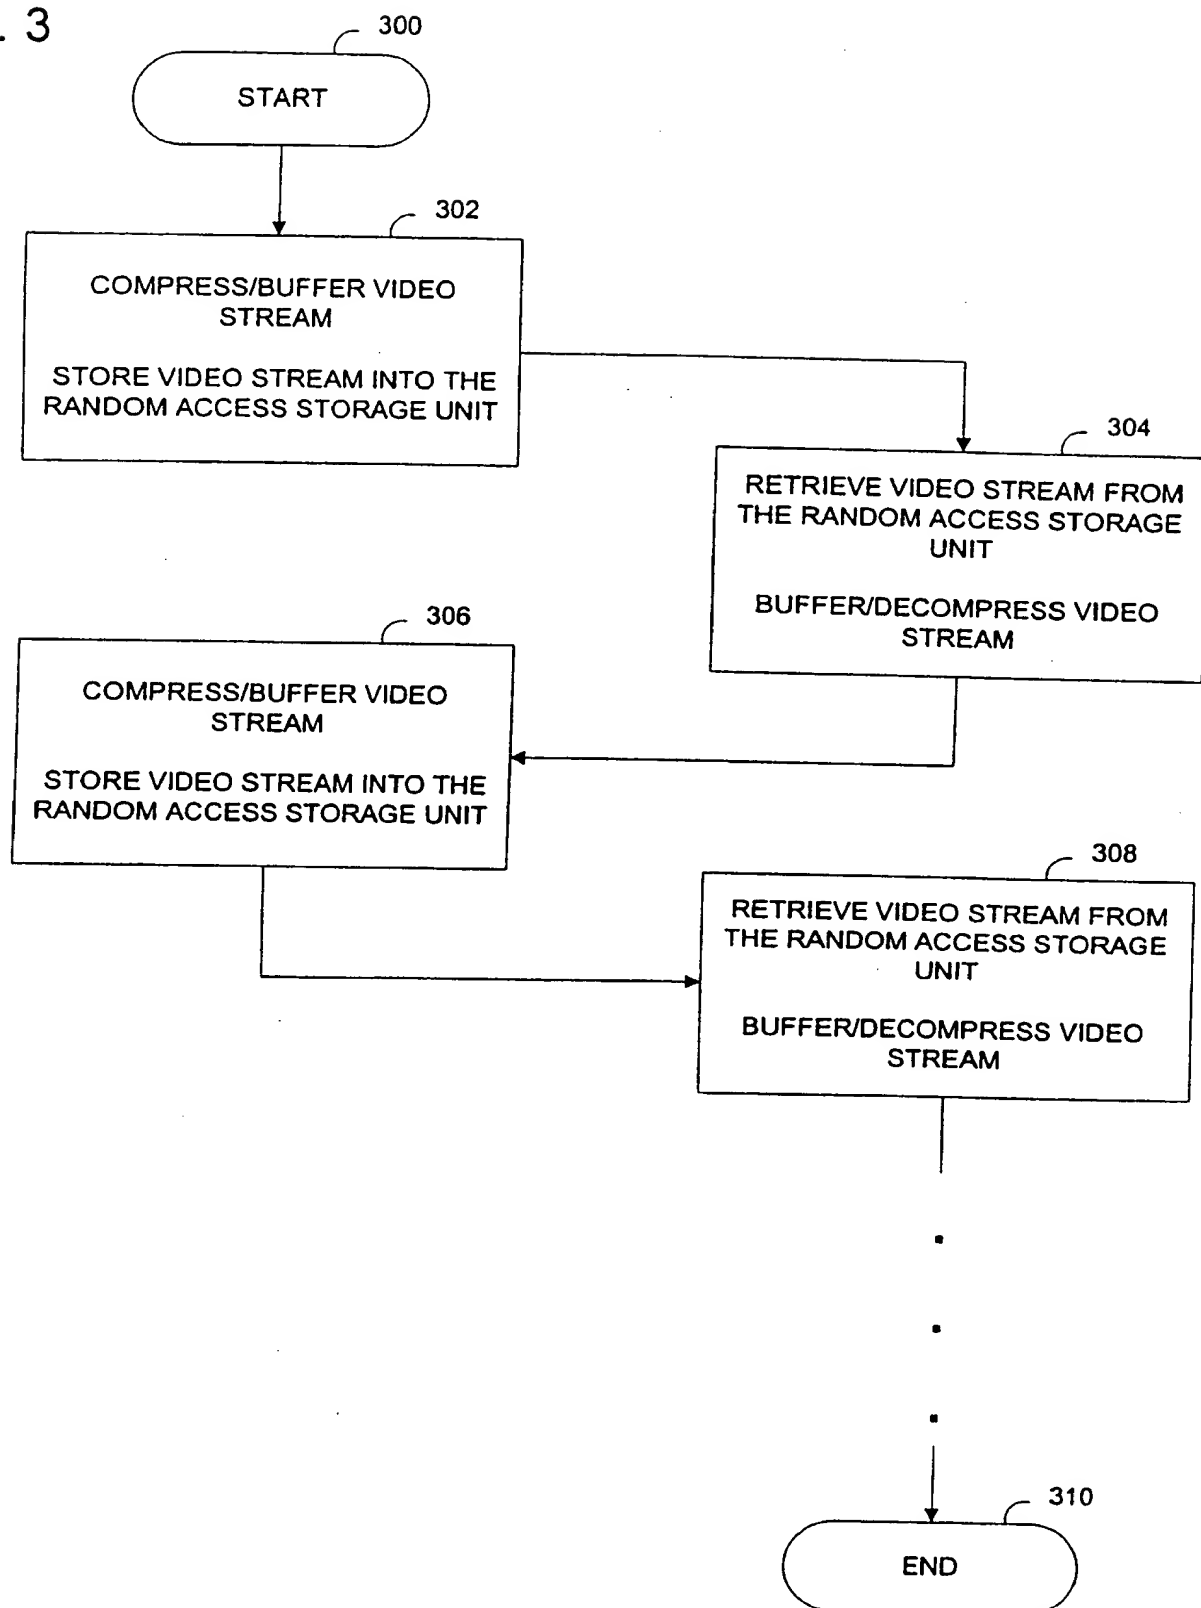 . 3
300
START
302
COMPRESS/BUFFER VIDEO
STREAM
STORE VIDEO STREAM INTO THE
RANDOM ACCESS STORAGE UNIT
304
RETRIEVE VIDEO STREAM FROM
THE RANDOM ACCESS STORAGE
UNIT
BUFFER/DECOMPRESS VIDEO
STREAM
306
COMPRESS/BUFFER VIDEO
STREAM
STORE VIDEO STREAM INTO THE
RANDOM ACCESS STORAGE UNIT
308
RETRIEVE VIDEO STREAM FROM
THE RANDOM ACCESS STORAGE
UNIT
BUFFER/DECOMPRESS VIDEO
STREAM
310
END